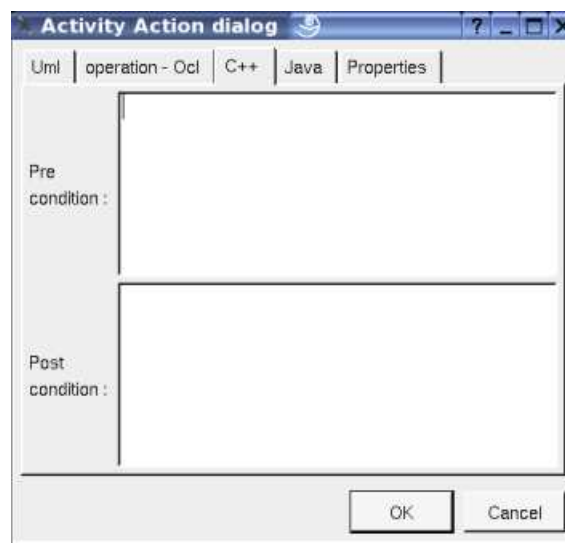 Activity Action dialog
Uml operation - Ocl C++ Java Properties
Pre
condition :
Post
condition :
OK Cancel